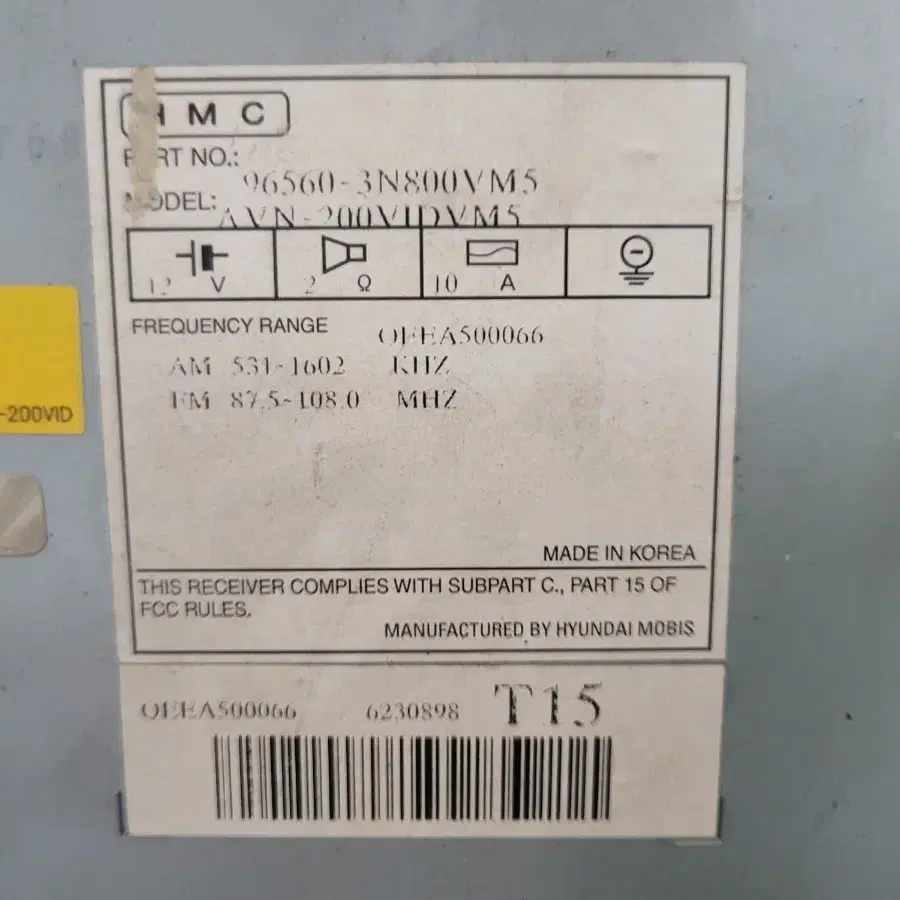 HMC
PART NO.: 96560-3N800VM5
MODEL: AVN-200VIDVM5
12 V 2 Ω 10 A
FREQUENCY RANGE OEEA500066
AM 531~1602 KHZ
FM 87.5~108.0 MHZ
-200VID
MADE IN KOREA
THIS RECEIVER COMPLIES WITH SUBPART C., PART 15 OF
FCC RULES.
MANUFACTURED BY HYUNDAI MOBIS
OEEA500066 6230898 T15